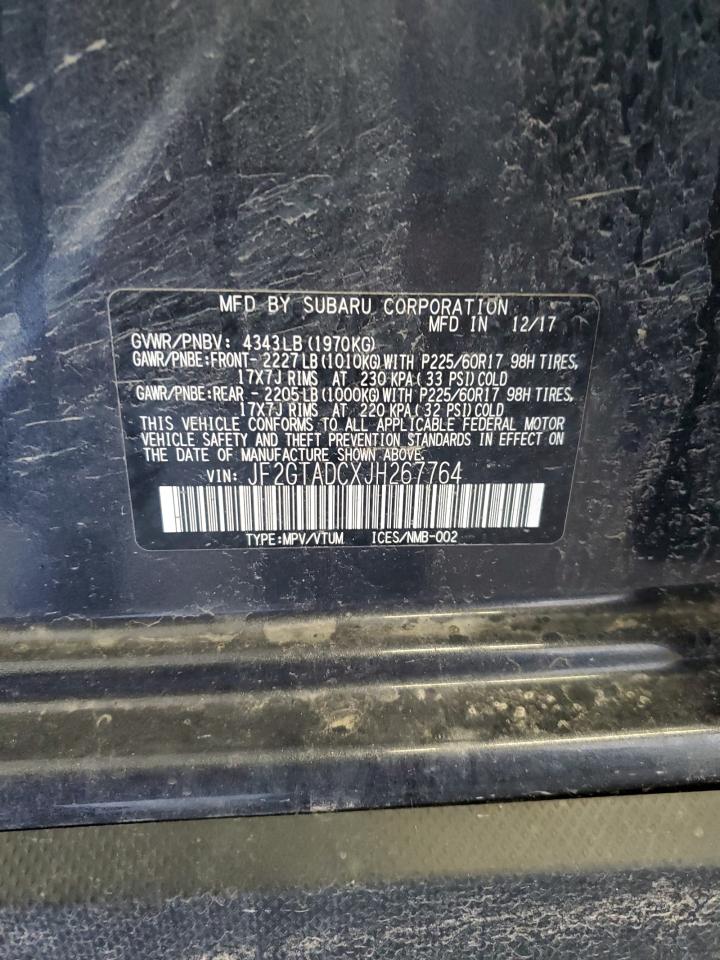 MFD BY SUBARU CORPORATION
MFD IN 12/17
GVWR/PNBV: 4343LB(1970KG)
GAWR/PNBE:FRONT- 2227LB(1010KG)WITH P225/60R17 98H TIRES,
17X7J RIMS AT 230 KPA(33 PSI)COLD
GAWR/PNBE:REAR - 2205LB(1000KG)WITH P225/60R17 98H TIRES,
17X7J RIMS AT 220 KPA(32 PSI)COLD
THIS VEHICLE CONFORMS TO ALL APPLICABLE FEDERAL MOTOR
VEHICLE SAFETY AND THEFT PREVENTION STANDARDS IN EFFECT ON
THE DATE OF MANUFACTURE SHOWN ABOVE.
VIN: JF2GTADCXJH267764
TYPE:MPV/VTUM ICES/NMB-002